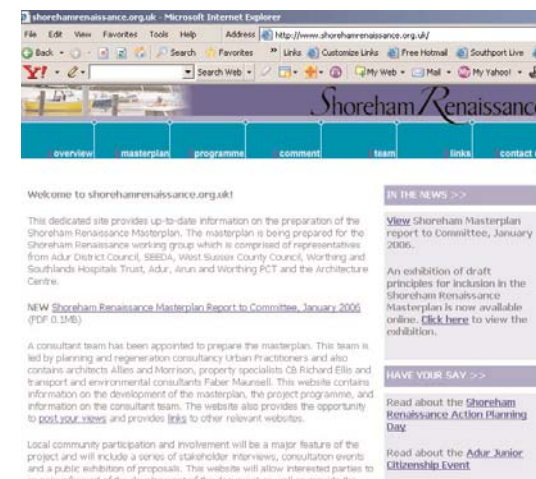 shorehamrenaissance.org.uk - Microsoft Internet Explorer
File Edit View Favorites Tools Help Address http://www.shorehamrenaissance.org.uk/
Back Search Favorites Links Customize Links Free Hotmail Southport Live
Y! Search Web My Web Mail My Yahoo!
Shoreham Renaissance
overview masterplan programme comment team links contact
Welcome to shorehamrenaissance.org.uk!
This dedicated site provides up-to-date information on the preparation of the
Shoreham Renaissance Masterplan. The masterplan is being prepared for the
Shoreham Renaissance working group which is comprised of representatives
from Adur District Council, SEEDA, West Sussex County Council, Worthing and
Southlands Hospitals Trust, Adur, Arun and Worthing PCT and the Architecture
Centre.
NEW Shoreham Renaissance Masterplan Report to Committee, January 2006
(PDF 0.1MB)
A consultant team has been appointed to prepare the masterplan. This team is
led by planning and regeneration consultancy Urban Practitioners and also
contains architects Allies and Morrison, property specialists CB Richard Ellis and
transport and environmental consultants Faber Maunsell. This website contains
information on the development of the masterplan, the project programme, and
information on the consultant team. The website also provides the opportunity
to post your views and provides links to other relevant websites.
Local community participation and involvement will be a major feature of the
project and will include a series of stakeholder interviews, consultation events
and a public exhibition of proposals. This website will allow interested parties to
IN THE NEWS >>
View Shoreham Masterplan
report to Committee, January
2006.
An exhibition of draft
principles for inclusion in the
Shoreham Renaissance
Masterplan is now available
online. Click here to view the
exhibition.
HAVE YOUR SAY >>
Read about the Shoreham
Renaissance Action Planning
Day
Read about the Adur Junior
Citizenship Event